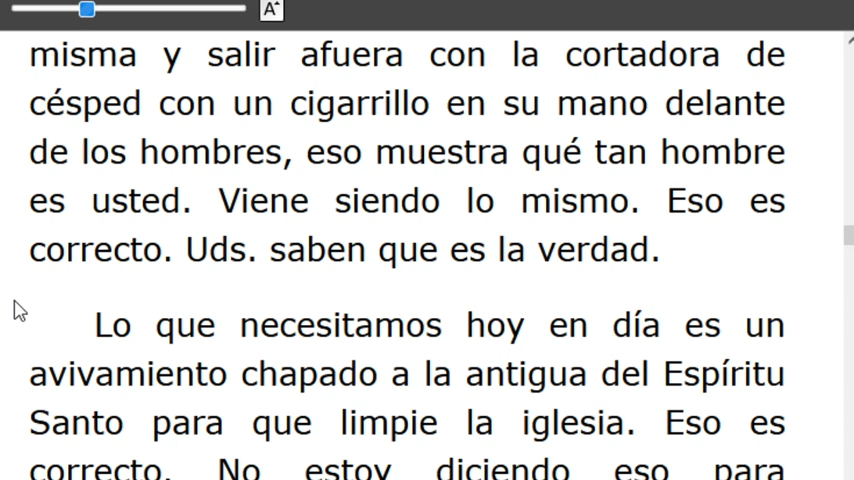 A
misma y salir afuera con la cortadora de
césped con un cigarrillo en su mano delante
de los hombres, eso muestra qué tan hombre
es usted. Viene siendo lo mismo. Eso es
correcto. Uds. saben que es la verdad.
Lo que necesitamos hoy en día es un
avivamiento chapado a la antigua del Espíritu
Santo para que limpie la iglesia. Eso es
correcto. No estoy diciendo eso para